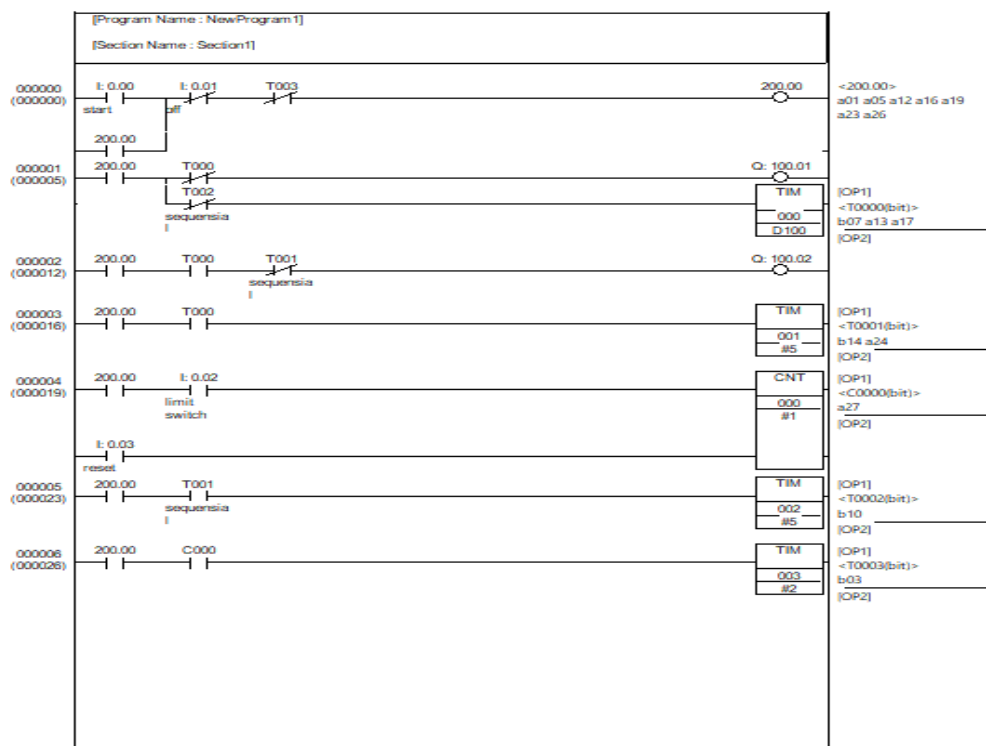 [Program Name : NewProgram1]
[Section Name : Section1]
000000
(000000)
I: 0.00
I: 0.01
T003
200.00
start
off
<200.00>
a01 a05 a12 a16 a19
a23 a26
200.00
000001
(000005)
200.00
T000
Q: 100.01
T002
sequensia
l
TIM
000
D100
[OP1]
<T0000(bit)>
b07 a13 a17
[OP2]
000002
(000012)
200.00
T000
T001
Q: 100.02
sequensia
l
000003
(000016)
200.00
T000
TIM
001
#5
[OP1]
<T0001(bit)>
b14 a24
[OP2]
000004
(000019)
200.00
I: 0.02
limit
switch
CNT
000
#1
[OP1]
<C0000(bit)>
a27
[OP2]
I: 0.03
reset
000005
(000023)
200.00
T001
sequensia
l
TIM
002
#5
[OP1]
<T0002(bit)>
b10
[OP2]
000006
(000026)
200.00
C000
TIM
003
#2
[OP1]
<T0003(bit)>
b03
[OP2]